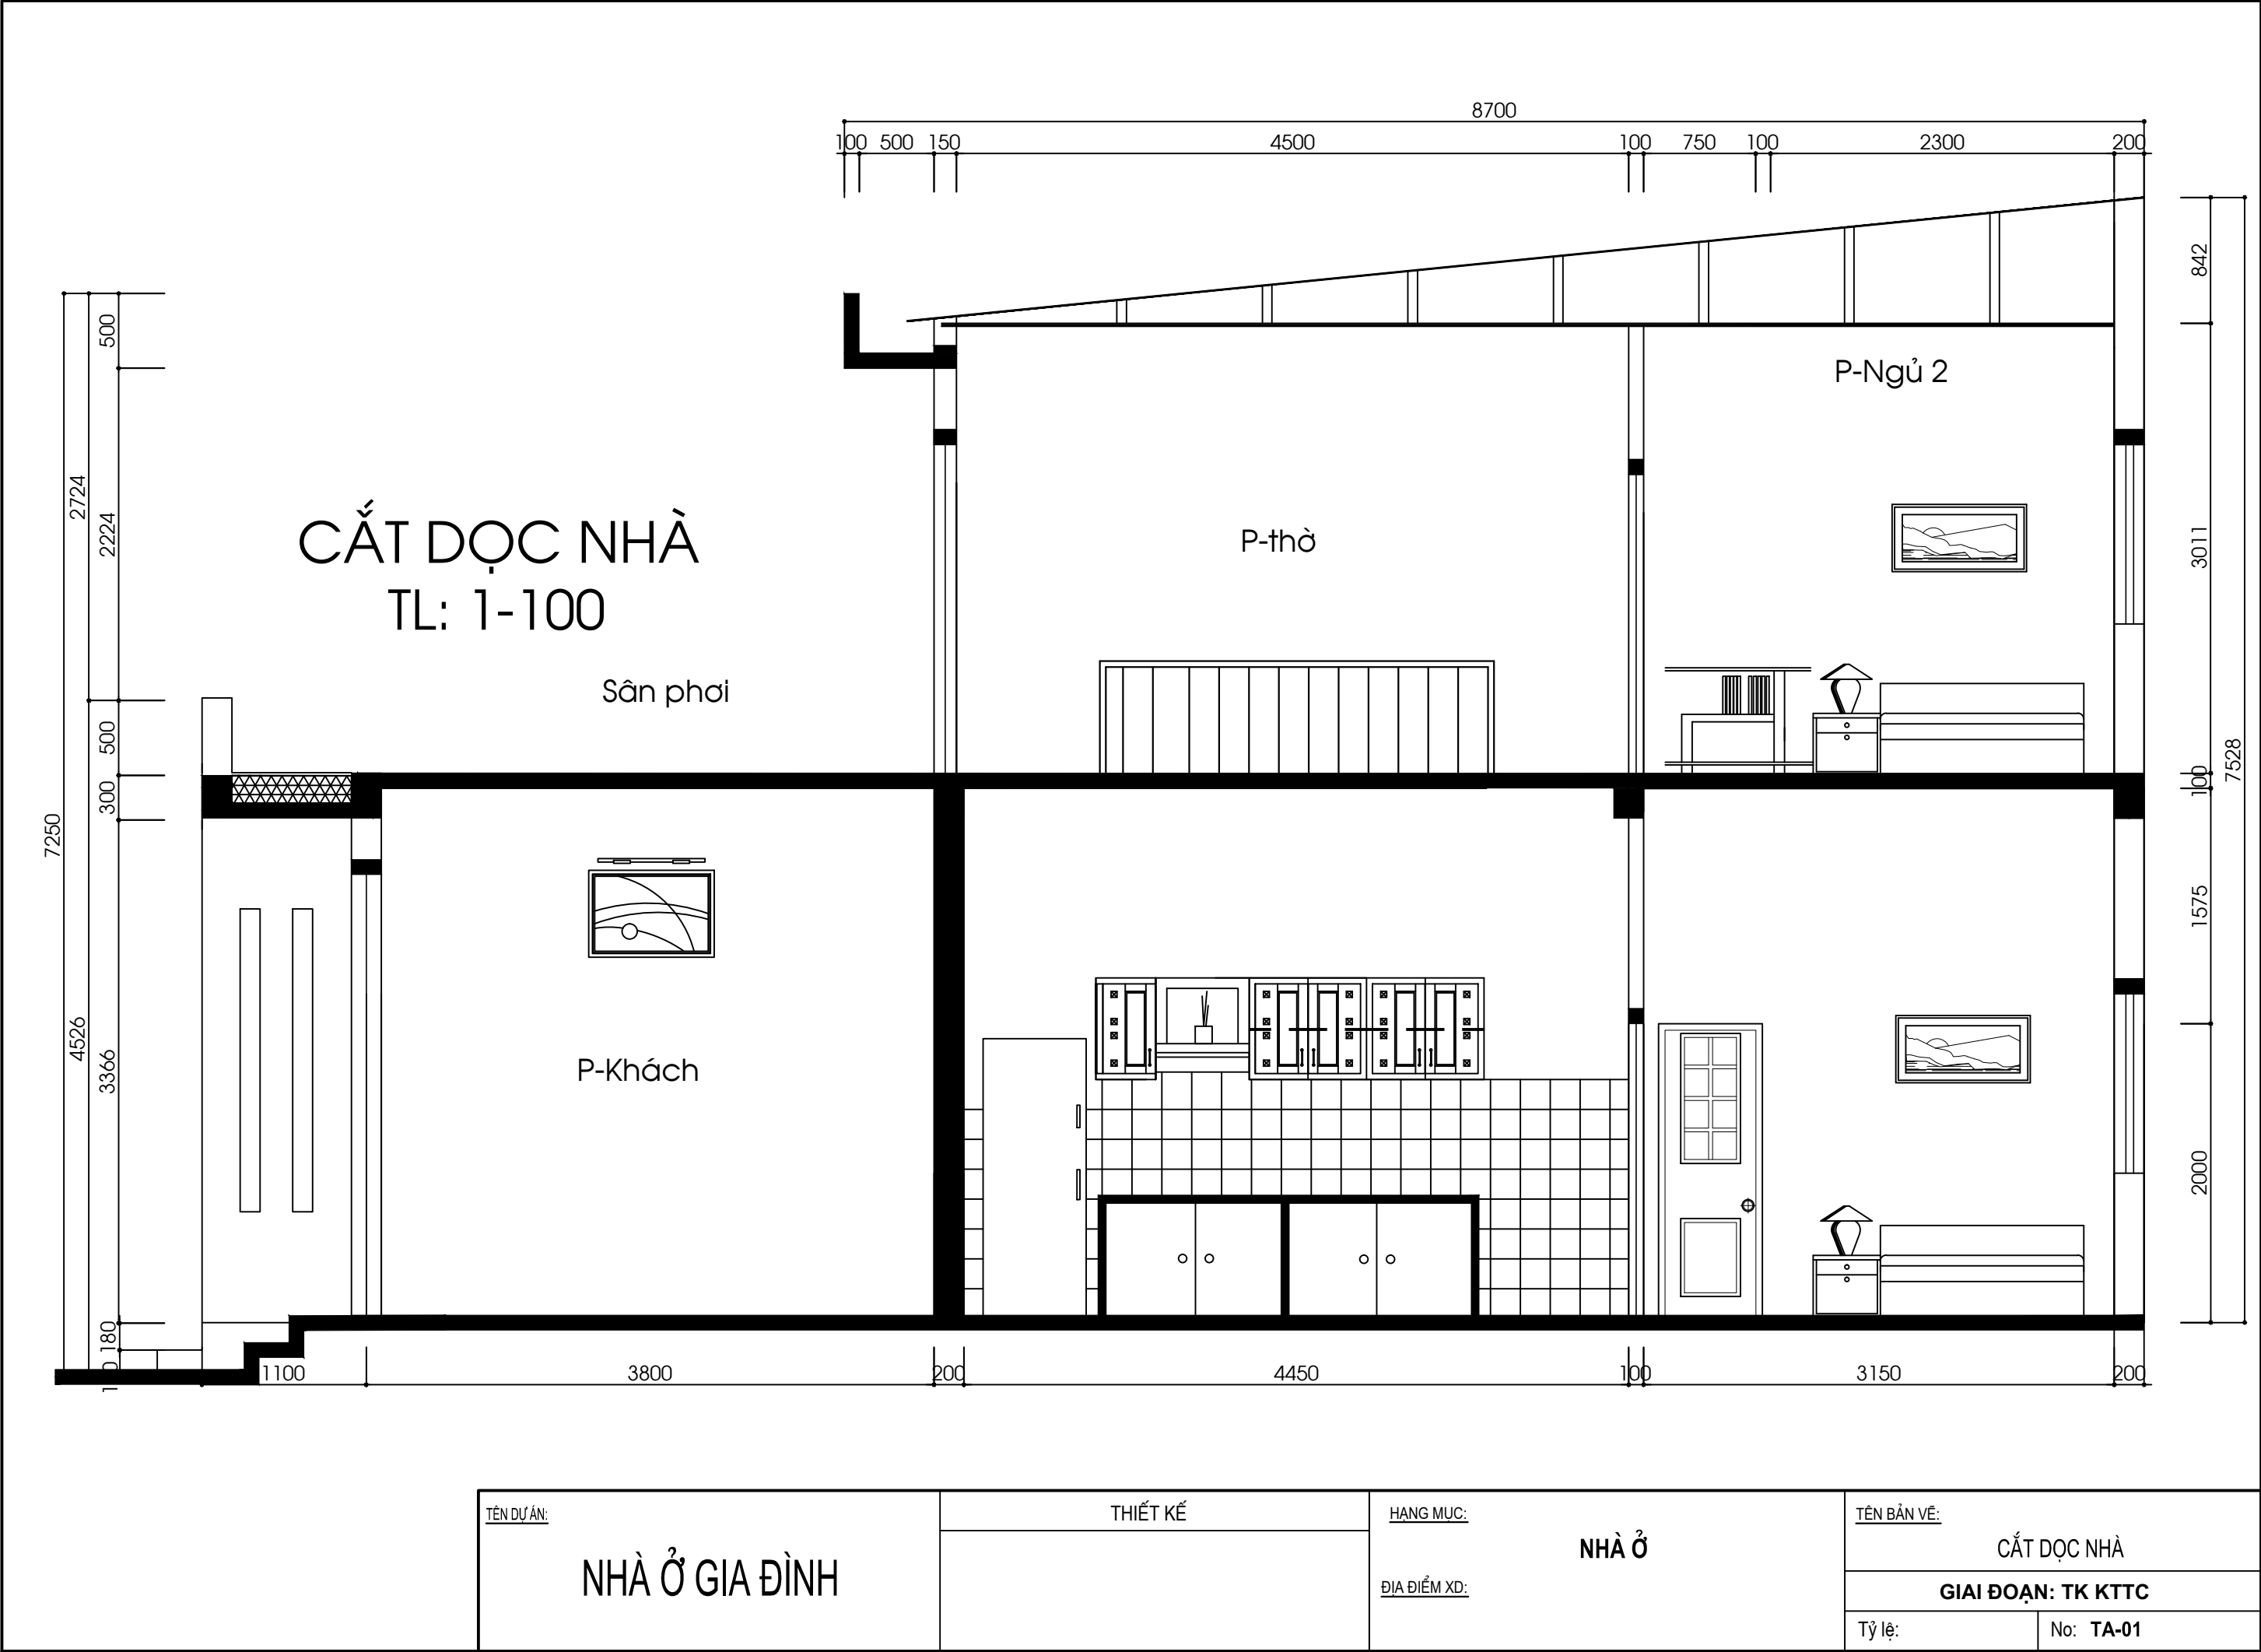 8700
100 500 150 4500 100 750 100 2300 200
842
500
P-Ngủ 2
2724
2224
CẮT DỌC NHÀ
TL: 1-100
P-thờ
3011
Sân phơi
500
7528
300
100
7250
1575
4526
3366
P-Khách
2000
180
1100 3800 200 4450 100 3150 200
TÊN DỰ ÁN:
NHÀ Ở GIA ĐÌNH
THIẾT KẾ
HẠNG MỤC:
NHÀ Ở
ĐỊA ĐIỂM XD:
TÊN BẢN VẼ:
CẮT DỌC NHÀ
GIAI ĐOẠN: TK KTTC
Tỷ lệ:
No: TA-01